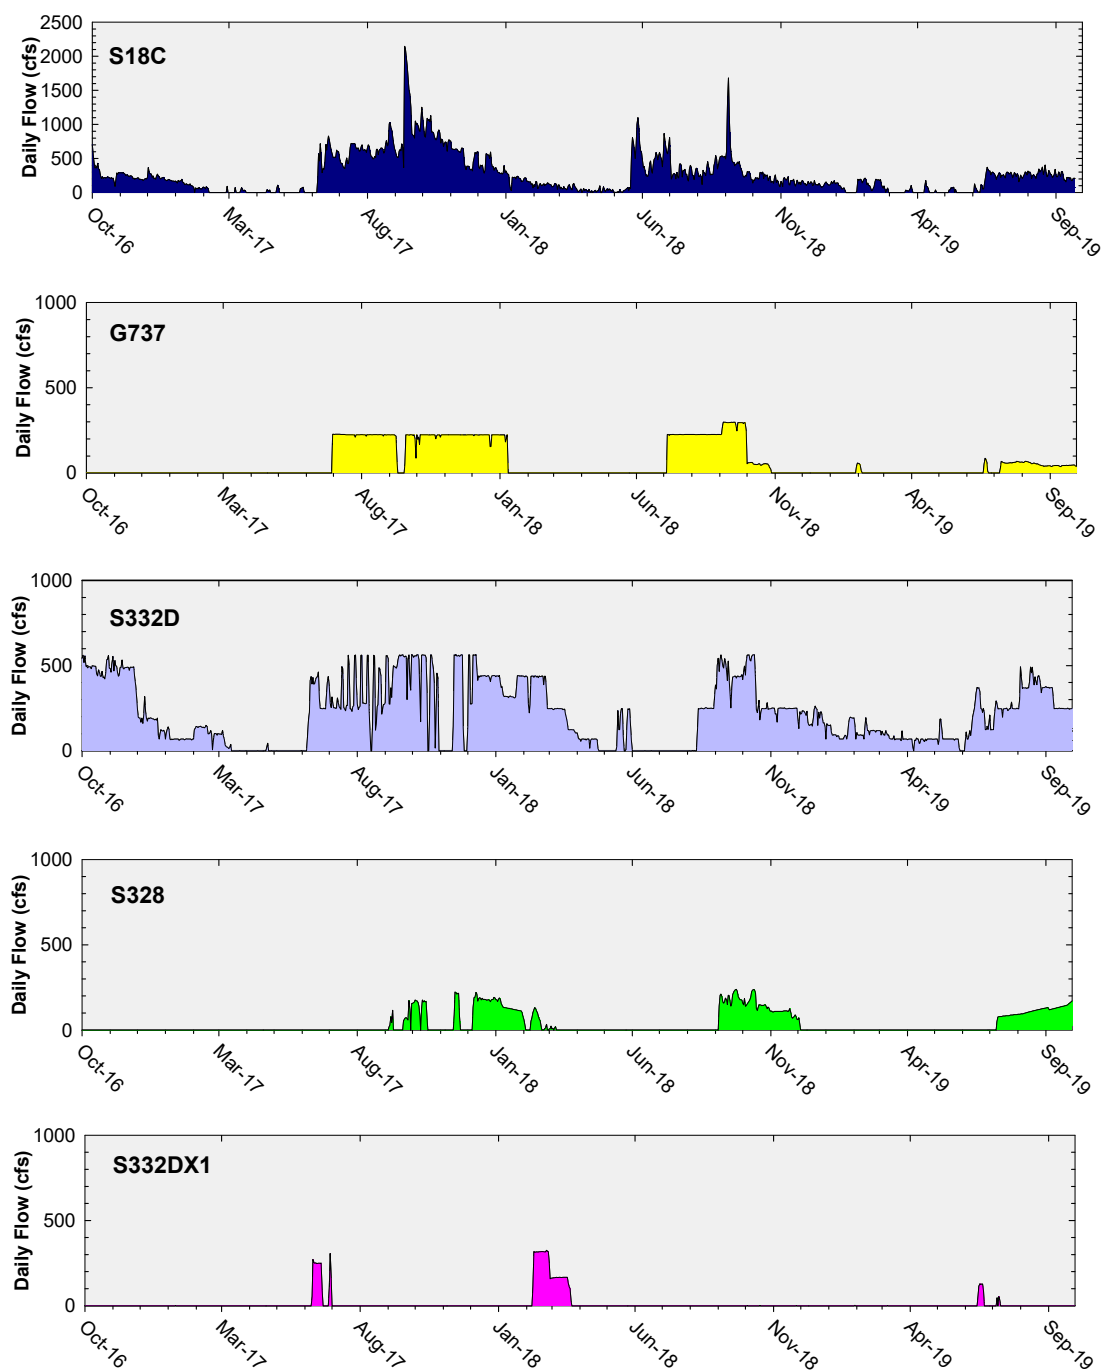 Daily Flow (cfs)
S18C
2500
2000
1500
1000
500
0
Oct-16
Mar-17
Aug-17
Jan-18
Jun-18
Nov-18
Apr-19
Sep-19
Daily Flow (cfs)
G737
1000
500
0
Oct-16
Mar-17
Aug-17
Jan-18
Jun-18
Nov-18
Apr-19
Sep-19
Daily Flow (cfs)
S332D
1000
500
0
Oct-16
Mar-17
Aug-17
Jan-18
Jun-18
Nov-18
Apr-19
Sep-19
Daily Flow (cfs)
S328
1000
500
0
Oct-16
Mar-17
Aug-17
Jan-18
Jun-18
Nov-18
Apr-19
Sep-19
Daily Flow (cfs)
S332DX1
1000
500
0
Oct-16
Mar-17
Aug-17
Jan-18
Jun-18
Nov-18
Apr-19
Sep-19